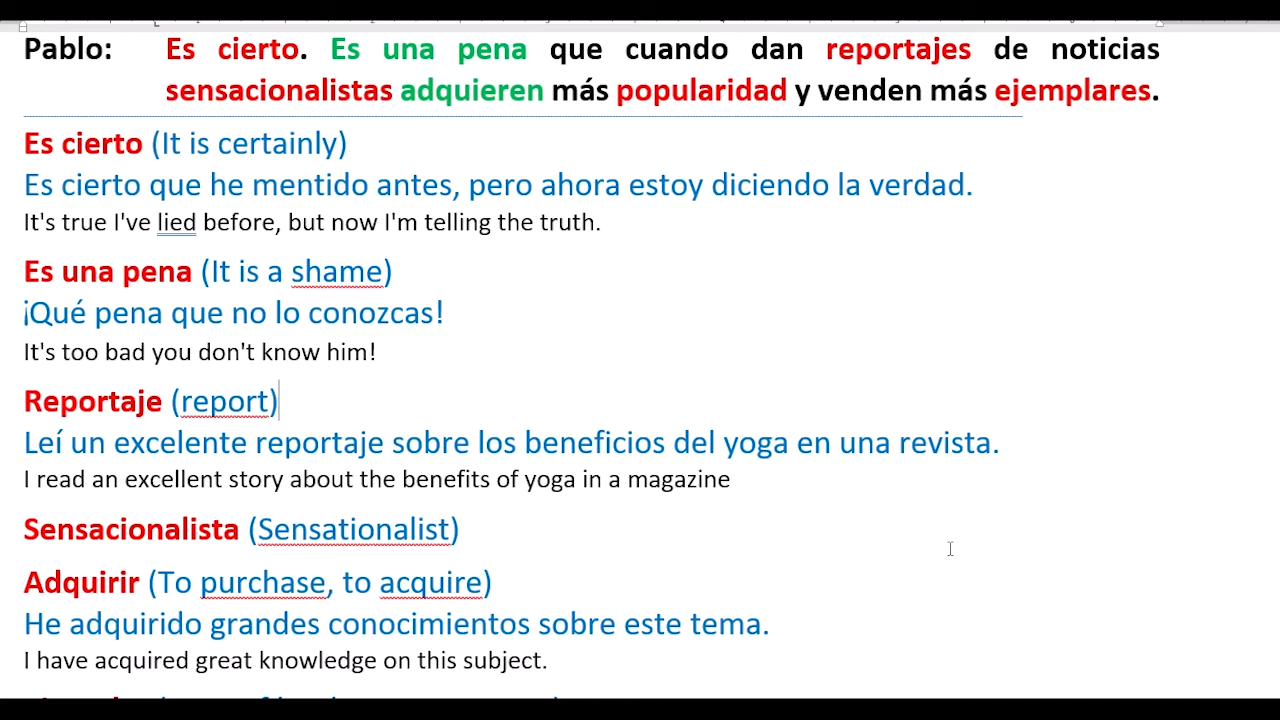 Pablo: Es cierto. Es una pena que cuando dan reportajes de noticias
sensacionalistas adquieren más popularidad y venden más ejemplares.
Es cierto (It is certainly)
Es cierto que he mentido antes, pero ahora estoy diciendo la verdad.
It's true I've lied before, but now I'm telling the truth.
Es una pena (It is a shame)
¡Qué pena que no lo conozcas!
It's too bad you don't know him!
Reportaje (report)
Leí un excelente reportaje sobre los beneficios del yoga en una revista.
I read an excellent story about the benefits of yoga in a magazine
Sensacionalista (Sensationalist)
Adquirir (To purchase, to acquire)
He adquirido grandes conocimientos sobre este tema.
I have acquired great knowledge on this subject.